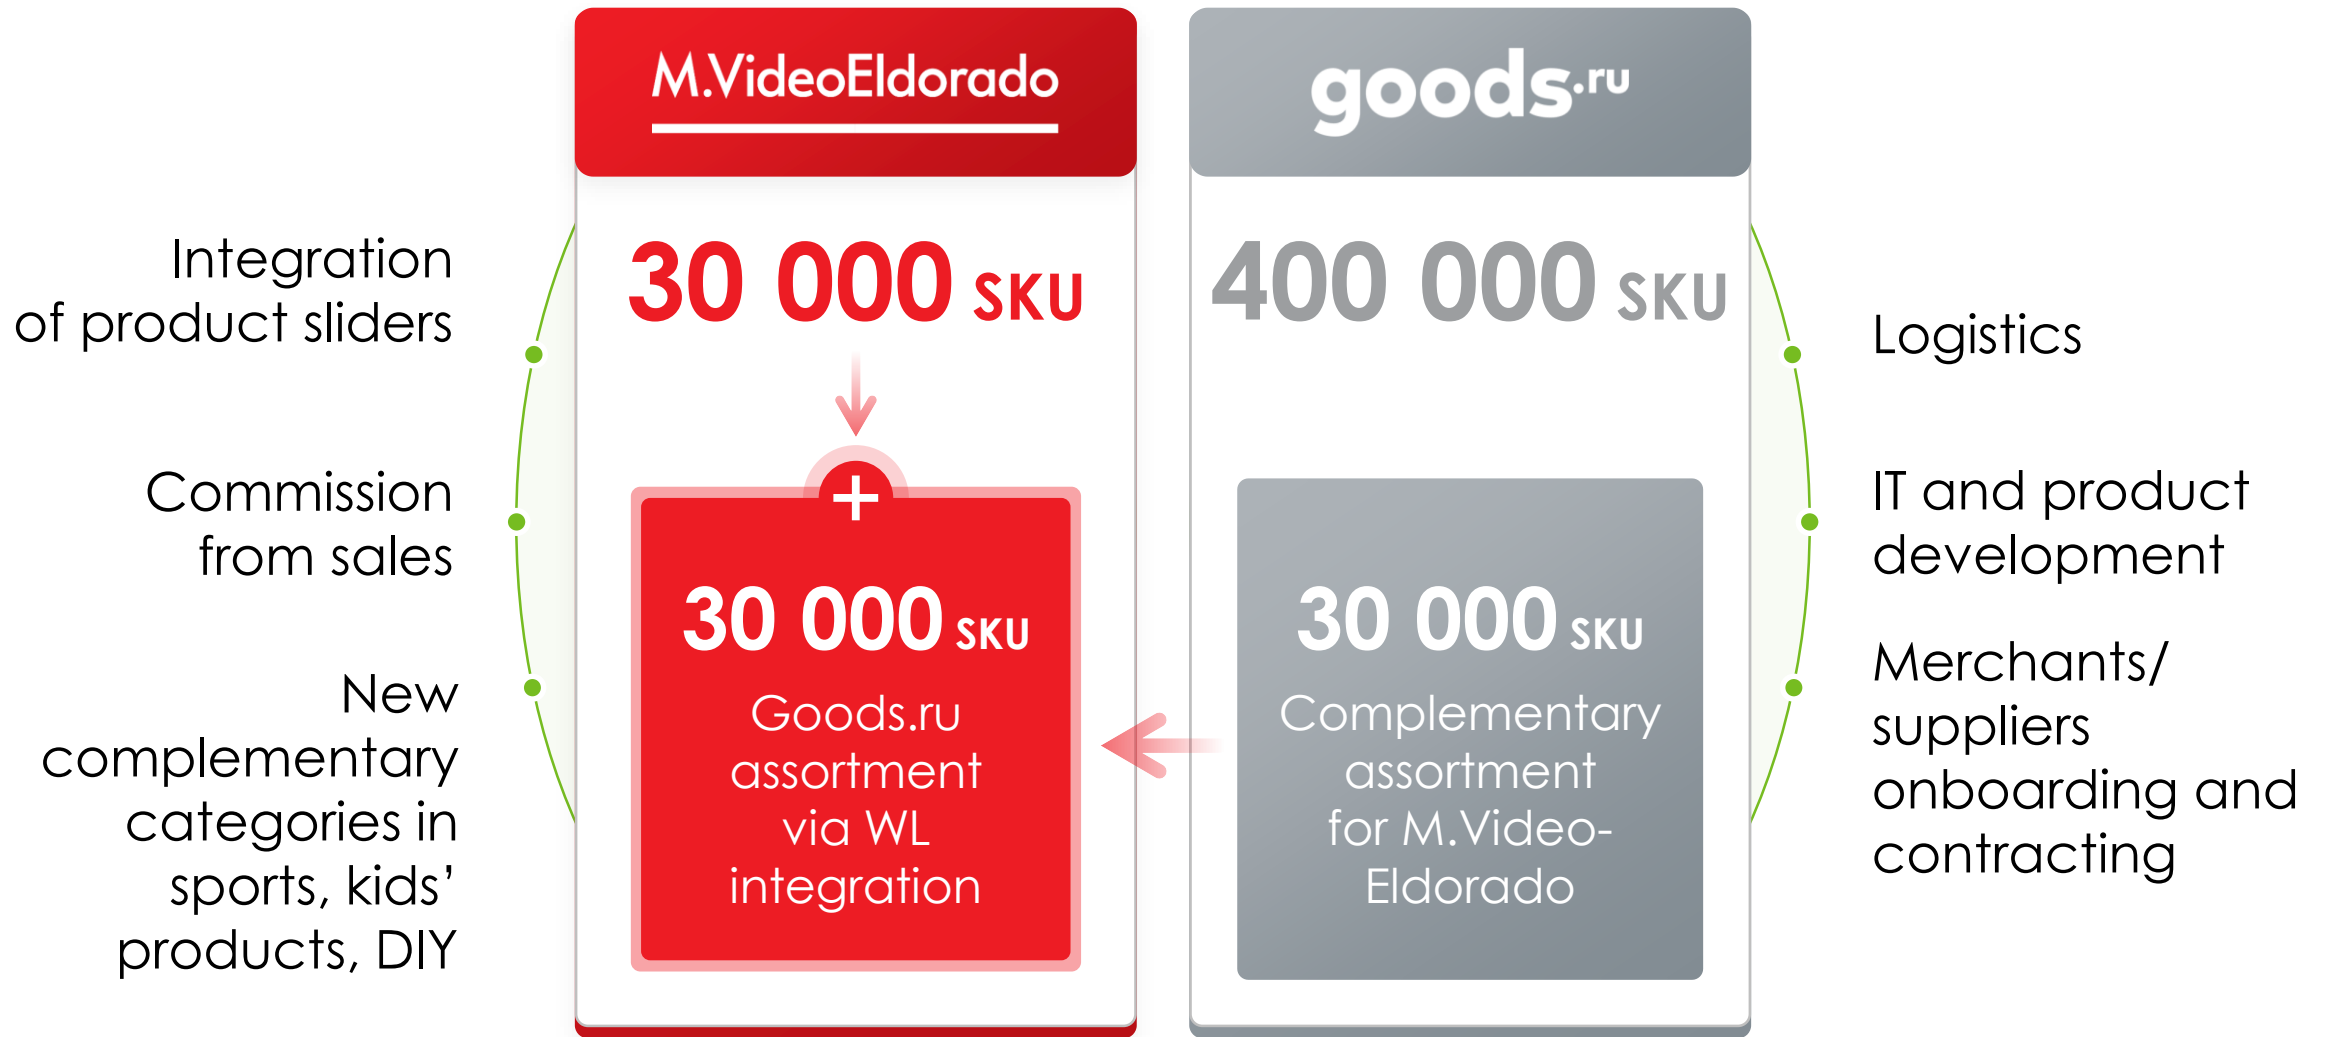 M.VideoEldorado
goods.ru
Integration
of product sliders
Commission
from sales
New
complementary
categories in
sports, kids’
products, DIY
30 000 SKU
+
30 000 SKU
Goods.ru
assortment
via WL
integration
400 000 SKU
30 000 SKU
Complementary
assortment
for M.Video-
Eldorado
Logistics
IT and product
development
Merchants/
suppliers
onboarding and
contracting